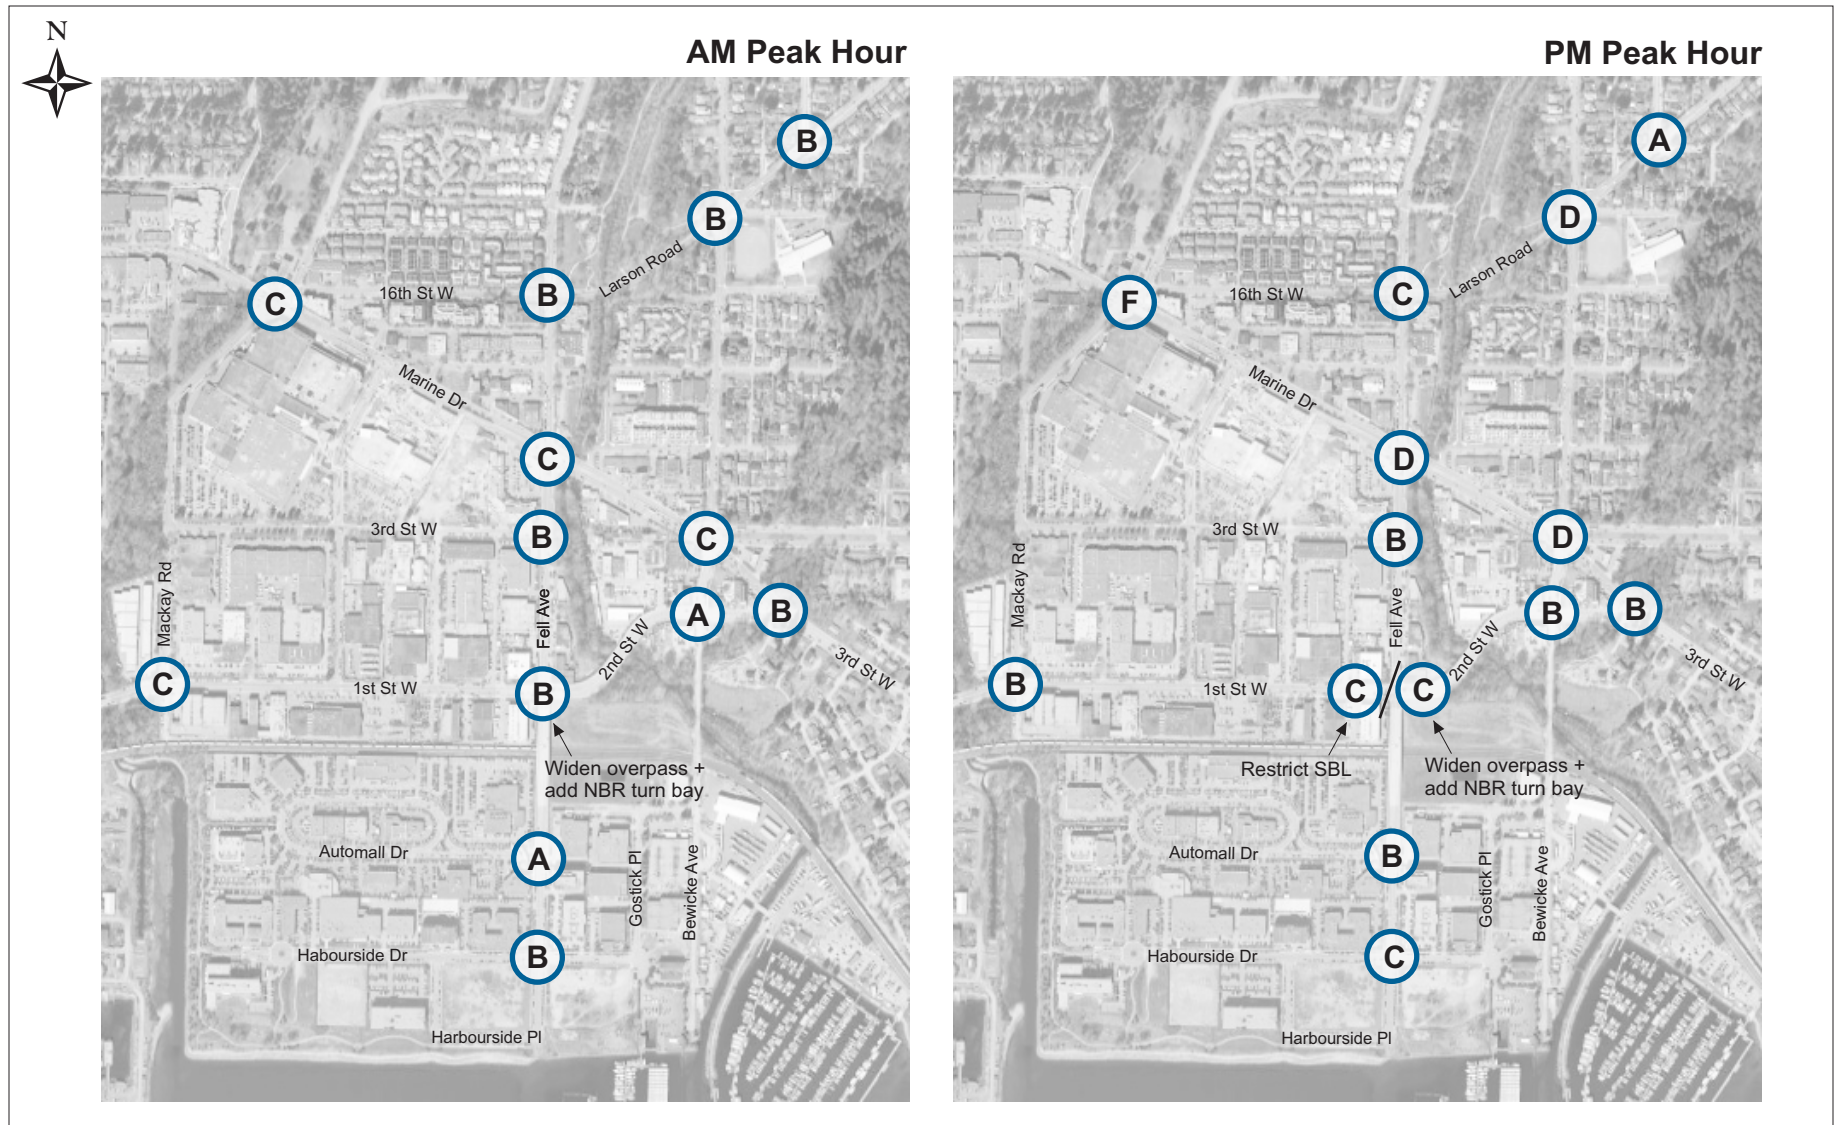 N
AM Peak Hour
B
B
Larson Road
B
16th St W
C
Marine Dr
C
3rd St W
B
C
Mackay Rd
Fell Ave
A
B
2nd St W
3rd St W
C
1st St W
B
Widen overpass +
add NBR turn bay
Automall Dr
A
Gostick Pl
Bewicke Ave
Habourside Dr
B
Harbourside Pl
PM Peak Hour
A
D
Larson Road
C
16th St W
F
Marine Dr
D
3rd St W
B
D
Mackay Rd
Fell Ave
B
B
2nd St W
3rd St W
B
1st St W
C
C
Restrict SBL
Widen overpass +
add NBR turn bay
Automall Dr
B
Gostick Pl
Bewicke Ave
Habourside Dr
C
Harbourside Pl